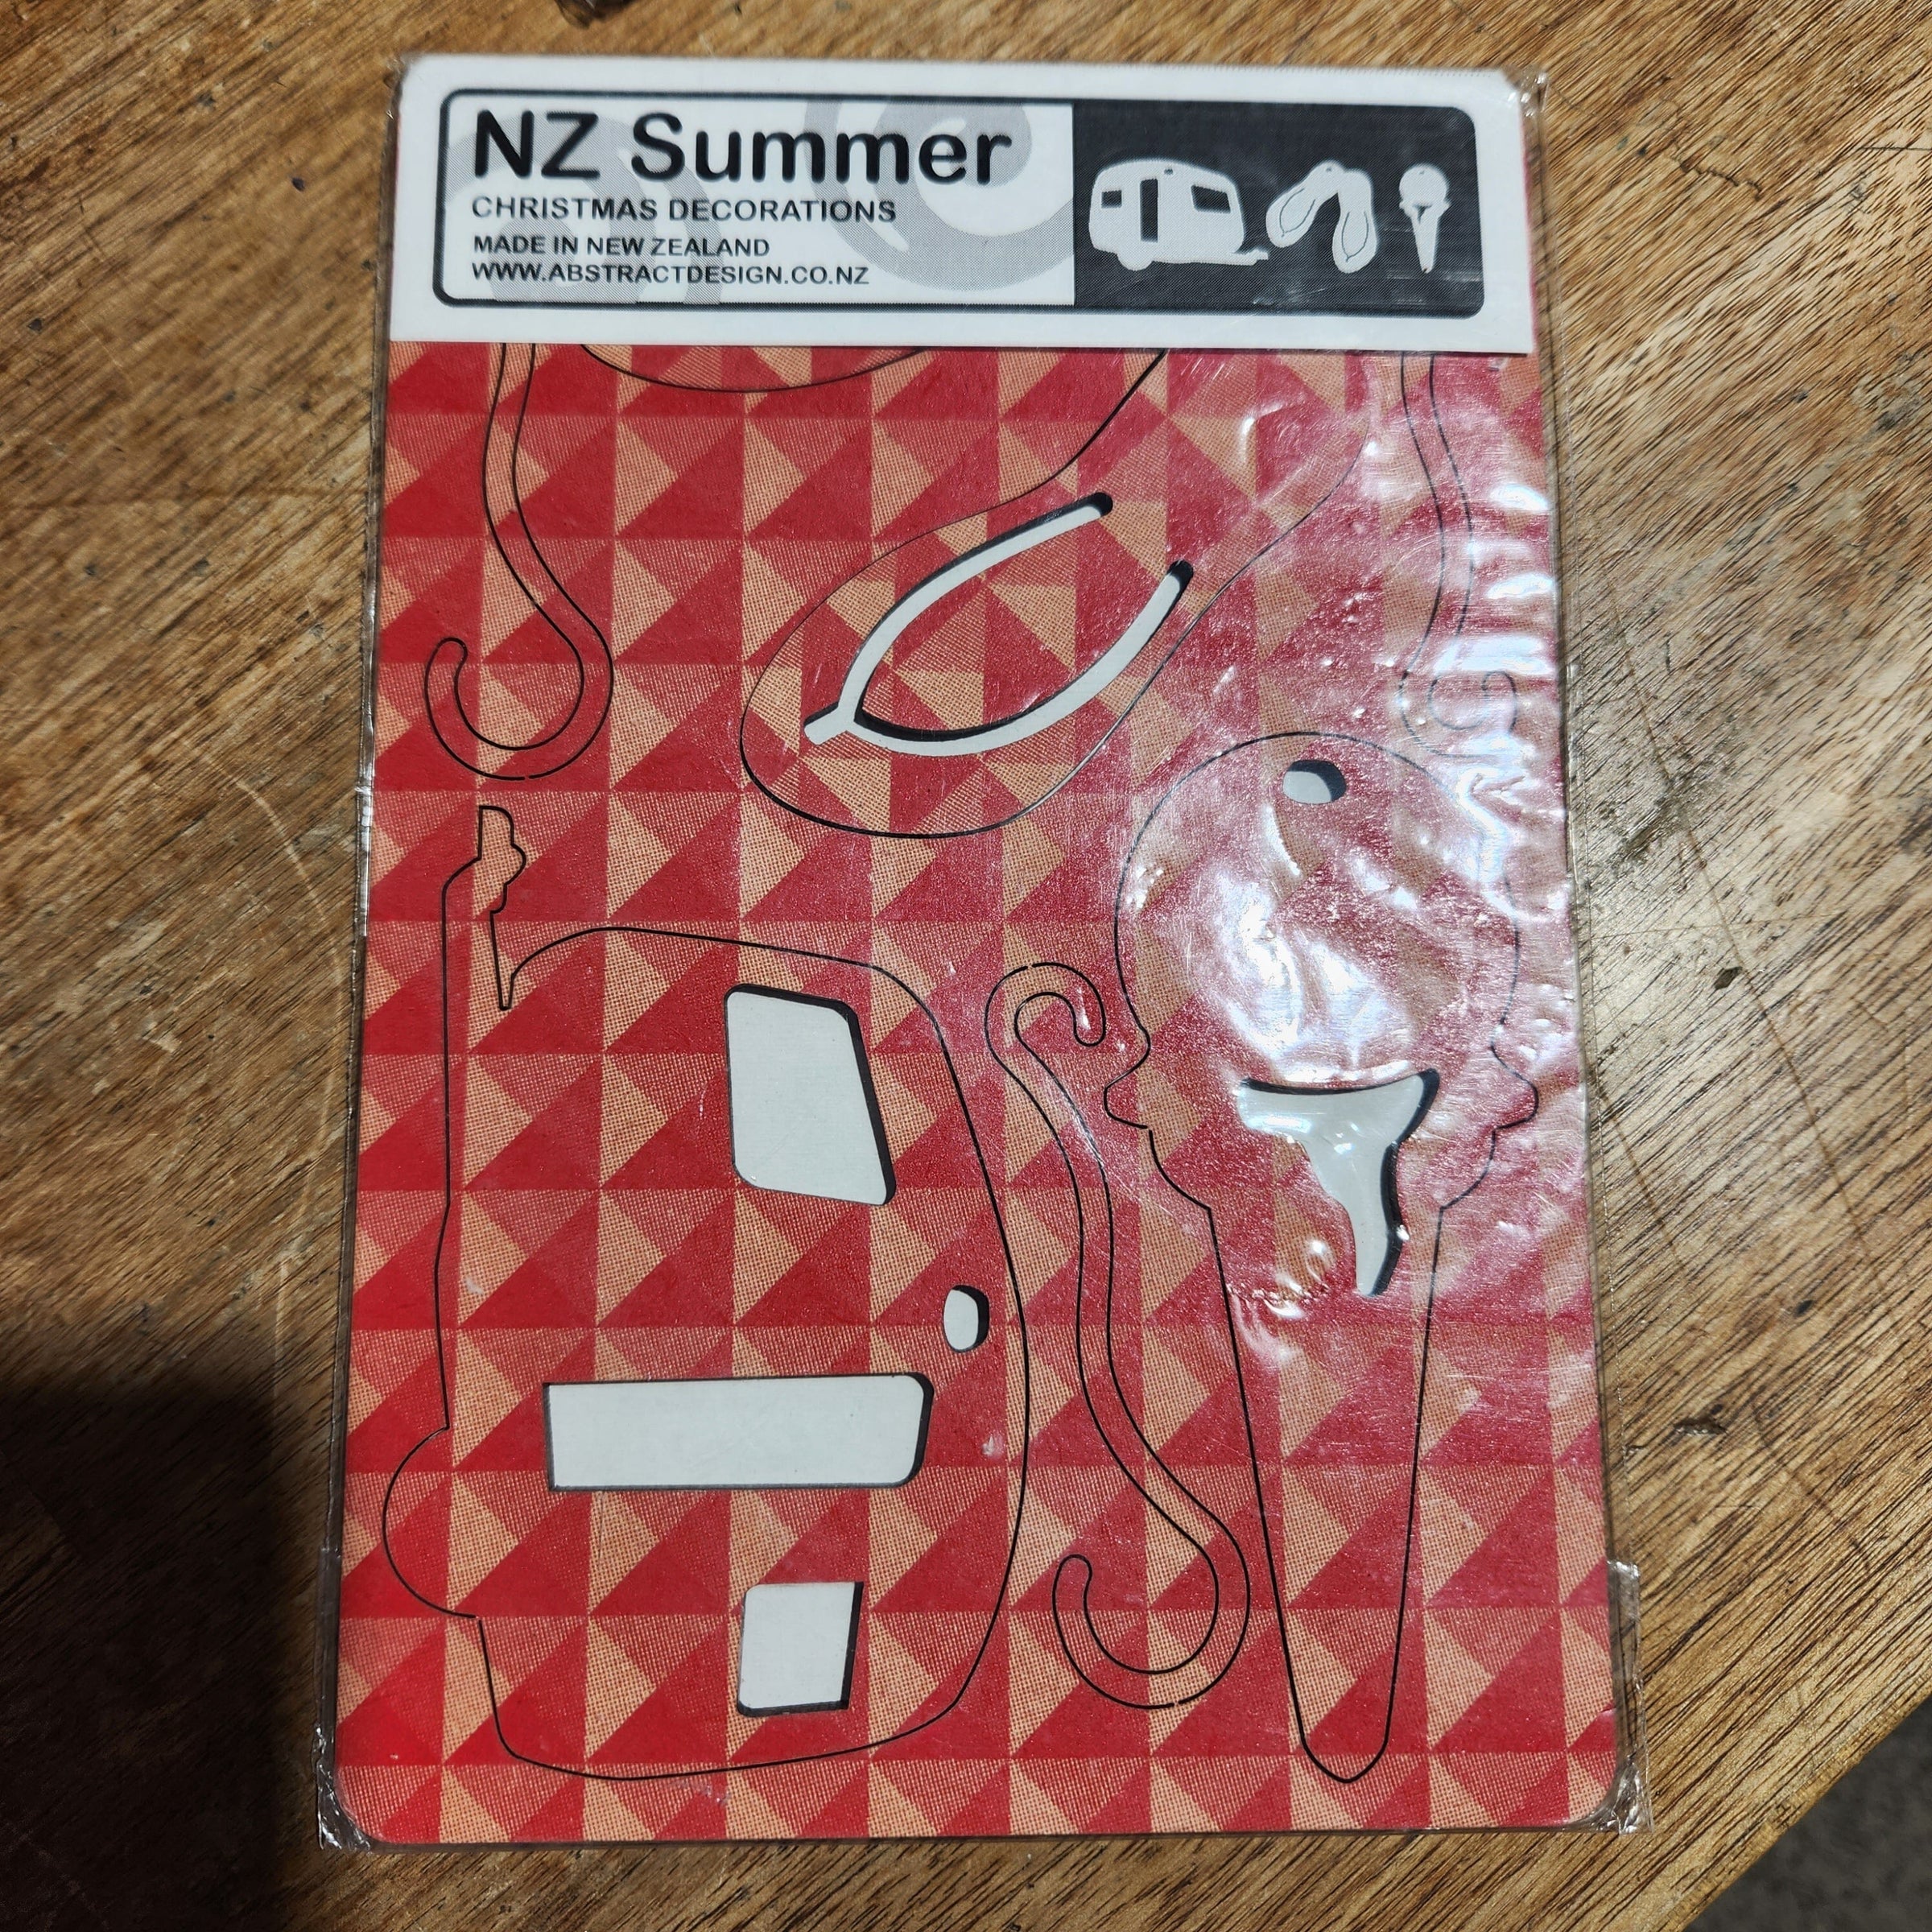 NZ Summer
CHRISTMAS DECORATIONS
MADE IN NEW ZEALAND
WWW.ABSTRACTDESIGN.CO.NZ